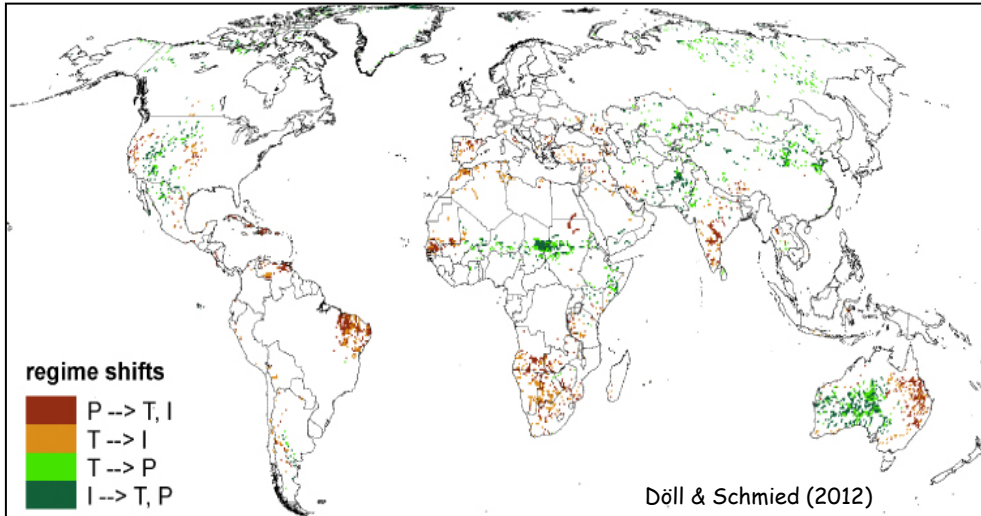 regime shifts
P --> T, I
T --> I
T --> P
I --> T, P
Döll & Schmied (2012)